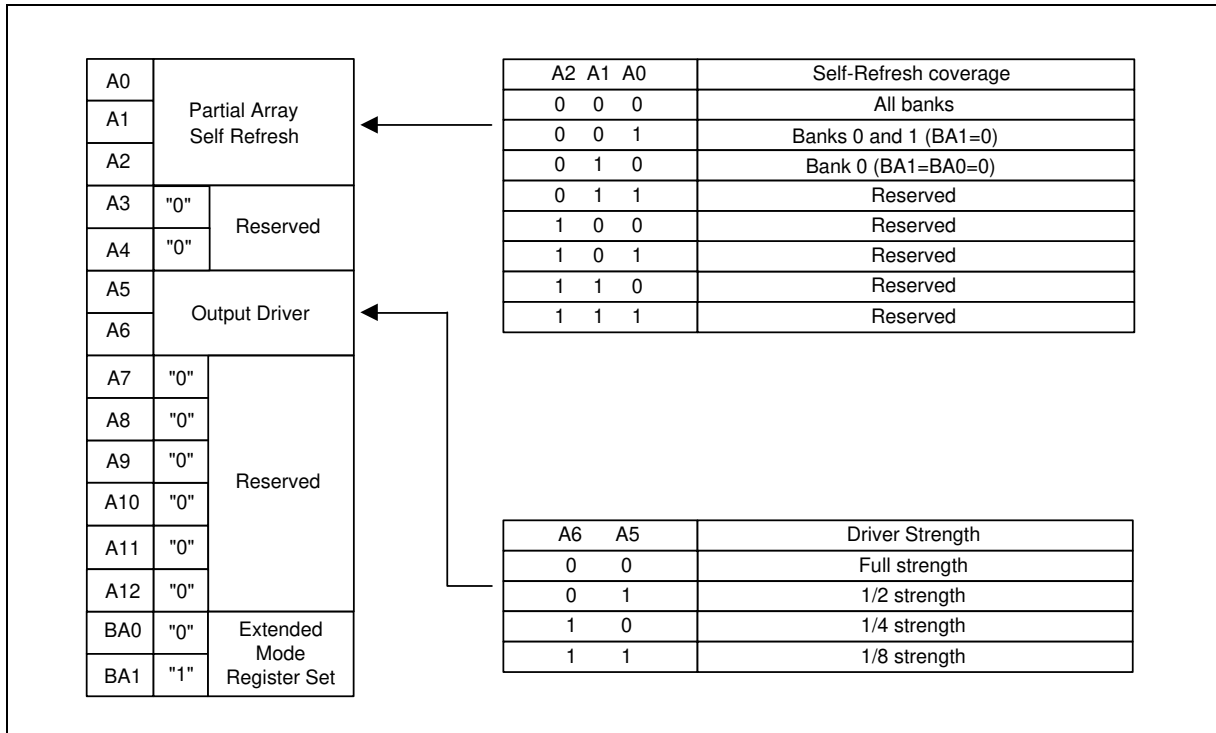 A0
A1
A2
Partial Array
Self Refresh
A3 "0"
A4 "0"
Reserved
A5
A6
Output Driver
A7 "0"
A8 "0"
A9 "0"
A10 "0"
A11 "0"
A12 "0"
Reserved
BA0 "0"
BA1 "1"
Extended
Mode
Register Set
A2 A1 A0 Self-Refresh coverage
0 0 0 All banks
0 0 1 Banks 0 and 1 (BA1=0)
0 1 0 Bank 0 (BA1=BA0=0)
0 1 1 Reserved
1 0 0 Reserved
1 0 1 Reserved
1 1 0 Reserved
1 1 1 Reserved
A6 A5 Driver Strength
0 0 Full strength
0 1 1/2 strength
1 0 1/4 strength
1 1 1/8 strength